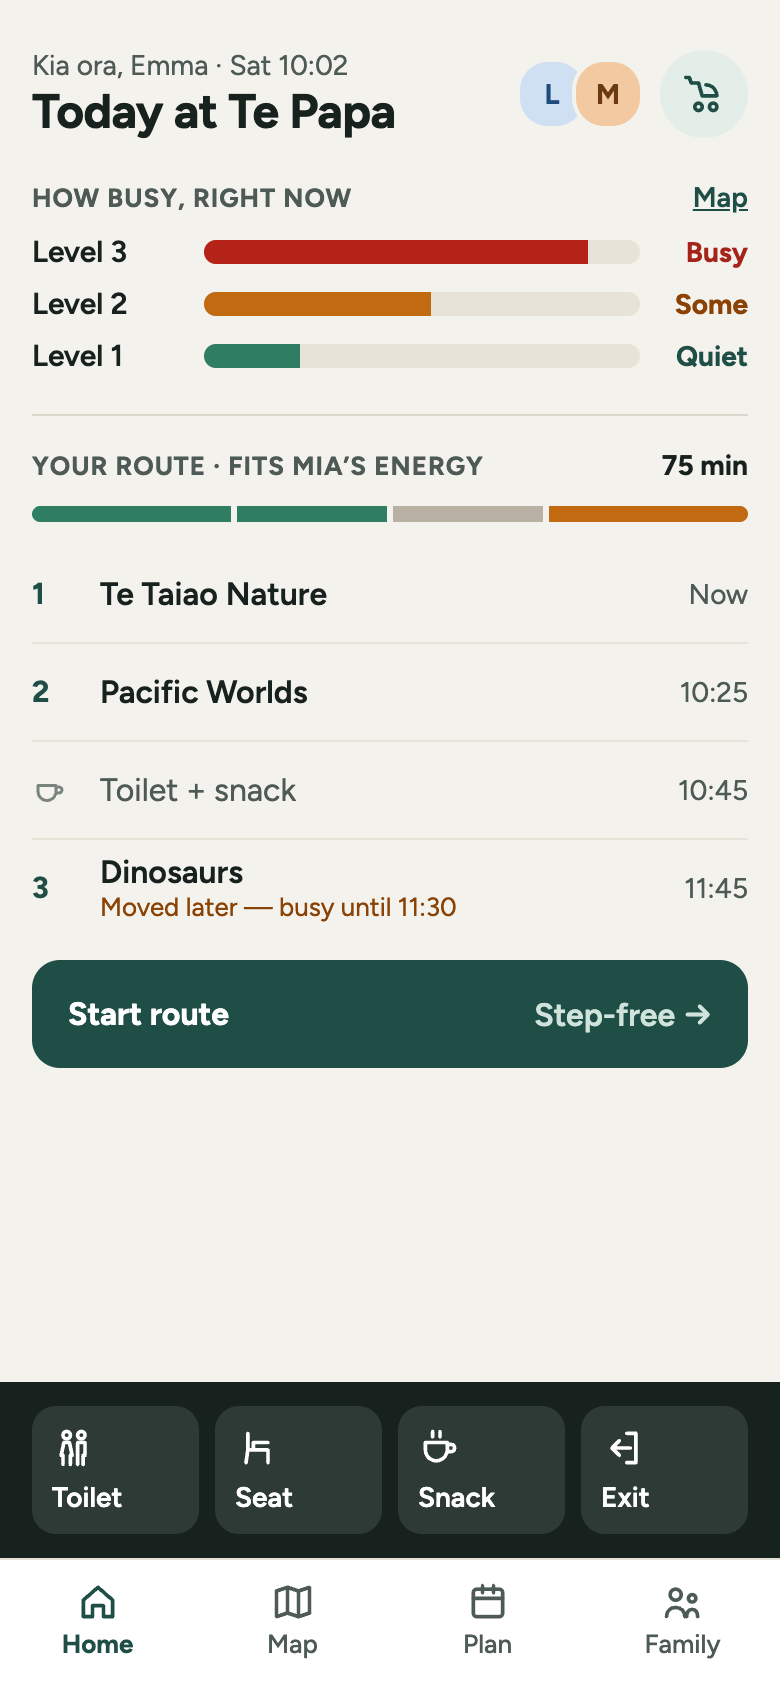 Kia ora, Emma · Sat 10:02
Today at Te Papa
L
M
HOW BUSY, RIGHT NOW
Map
Level 3
Busy
Level 2
Some
Level 1
Quiet
YOUR ROUTE · FITS MIA’S ENERGY
75 min
1
Te Taiao Nature
Now
2
Pacific Worlds
10:25
Toilet + snack
10:45
3
Dinosaurs
Moved later — busy until 11:30
11:45
Start route
Step-free →
Toilet
Seat
Snack
Exit
Home
Map
Plan
Family